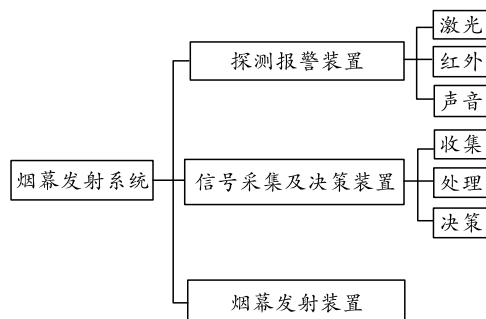 烟幕发射系统
探测报警装置
激光
红外
声音
信号采集及决策装置
收集
处理
决策
烟幕发射装置